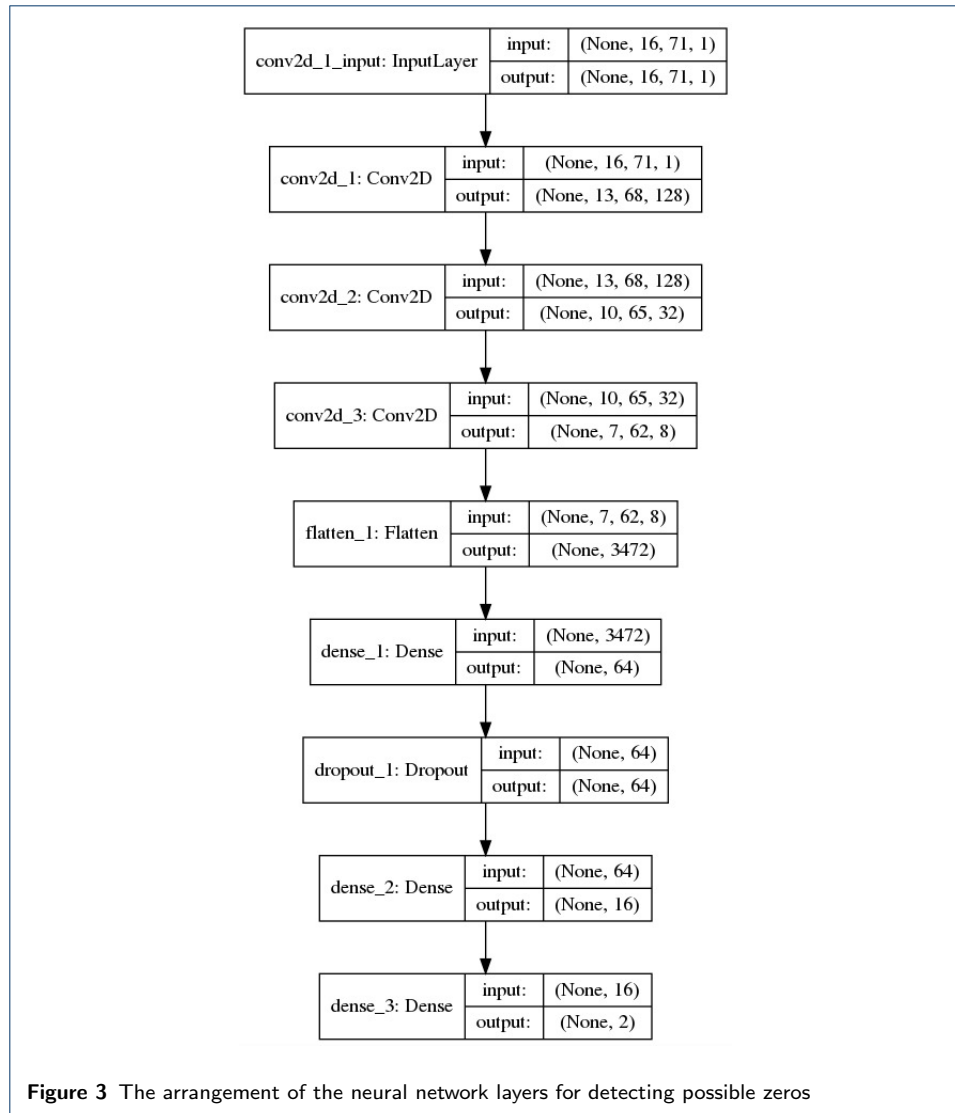 conv2d_1_input: InputLayer
input: (None, 16, 71, 1)
output: (None, 16, 71, 1)
conv2d_1: Conv2D
input: (None, 16, 71, 1)
output: (None, 13, 68, 128)
conv2d_2: Conv2D
input: (None, 13, 68, 128)
output: (None, 10, 65, 32)
conv2d_3: Conv2D
input: (None, 10, 65, 32)
output: (None, 7, 62, 8)
flatten_1: Flatten
input: (None, 7, 62, 8)
output: (None, 3472)
dense_1: Dense
input: (None, 3472)
output: (None, 64)
dropout_1: Dropout
input: (None, 64)
output: (None, 64)
dense_2: Dense
input: (None, 64)
output: (None, 16)
dense_3: Dense
input: (None, 16)
output: (None, 2)
Figure 3 The arrangement of the neural network layers for detecting possible zeros